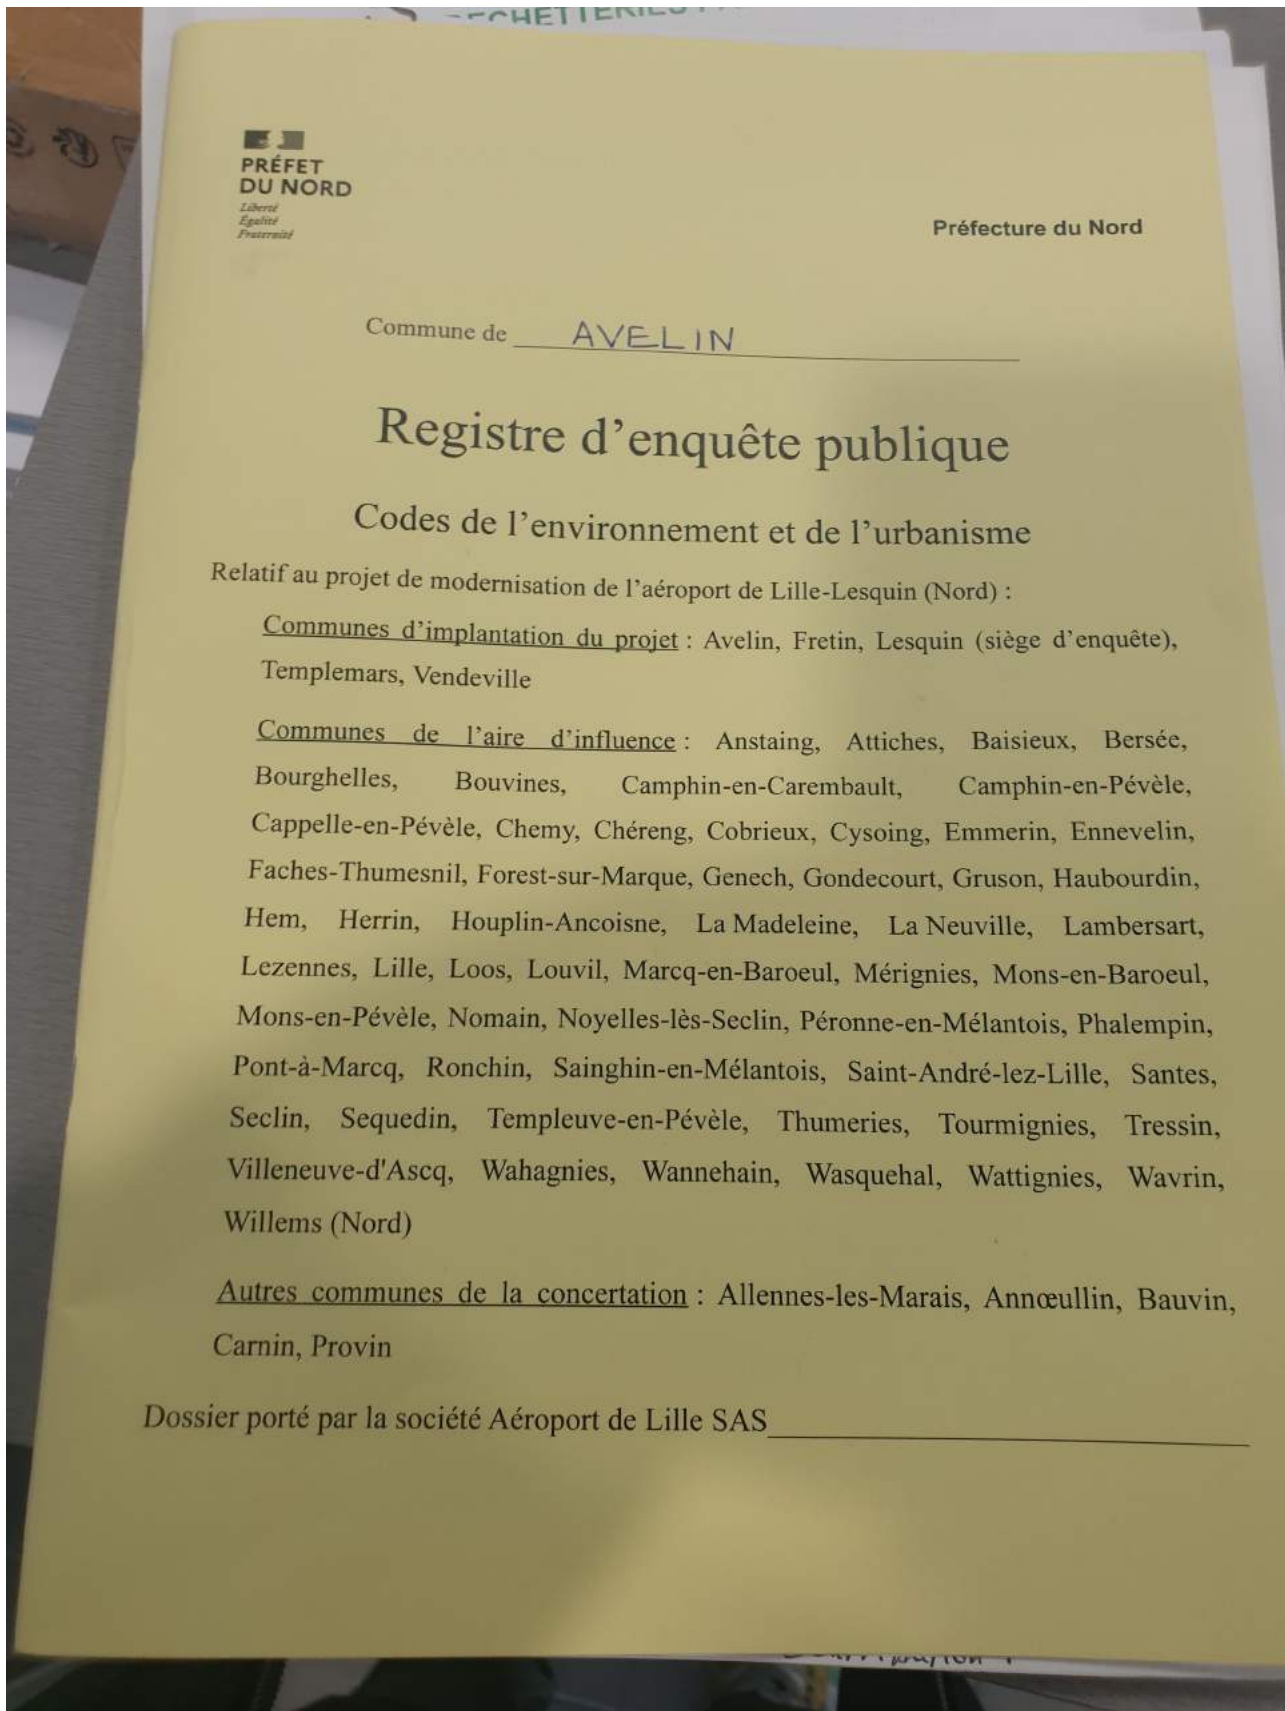 PRÉFET
DU NORD
Liberté
Égalité
Fraternité
Préfecture du Nord
Commune de AVELIN
Registre d'enquête publique
Codes de l'environnement et de l'urbanisme
Relatif au projet de modernisation de l'aéroport de Lille-Lesquin (Nord) :
Communes d'implantation du projet : Avelin, Fretin, Lesquin (siège d'enquête),
Templemars, Vendeville
Communes de l'aire d'influence : Anstaing, Attiches, Baisieux, Bersée,
Bourghelles, Bouvines, Camphin-en-Carembault, Camphin-en-Pévèle,
Cappelle-en-Pévèle, Chemy, Chéreng, Cobrieux, Cysoing, Emmerin, Ennevelin,
Faches-Thumesnil, Forest-sur-Marque, Genech, Gondecourt, Gruson, Haubourdin,
Hem, Herrin, Houplin-Ancoisne, La Madeleine, La Neuville, Lambersart,
Lezennes, Lille, Loos, Louvil, Marcq-en-Baroeul, Mérignies, Mons-en-Baroeul,
Mons-en-Pévèle, Nomain, Noyelles-lès-Seclin, Péronne-en-Mélantois, Phalempin,
Pont-à-Marcq, Ronchin, Sainghin-en-Mélantois, Saint-André-lez-Lille, Santes,
Seclin, Sequedin, Templeuve-en-Pévèle, Thumeries, Tourmignies, Tressin,
Villeneuve-d'Ascq, Wahagnies, Wannehain, Wasquehal, Wattignies, Wavrin,
Willems (Nord)
Autres communes de la concertation : Allennes-les-Marais, Annœullin, Bauvin,
Carnin, Provin
Dossier porté par la société Aéroport de Lille SAS